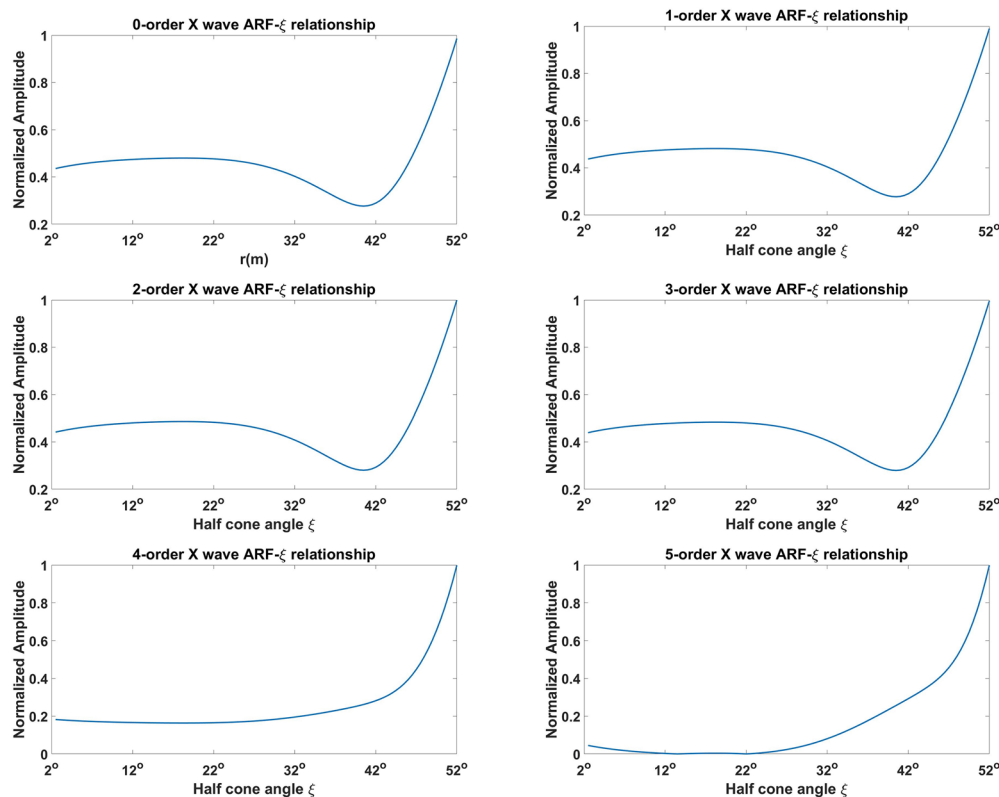 0-order X wave ARF-ξ relationship
Normalized Amplitude
1
0.8
0.6
0.4
0.2
2° 12° 22° 32° 42° 52°
r(m)
1-order X wave ARF-ξ relationship
Normalized Amplitude
1
0.8
0.6
0.4
0.2
2° 12° 22° 32° 42° 52°
Half cone angle ξ
2-order X wave ARF-ξ relationship
Normalized Amplitude
1
0.8
0.6
0.4
0.2
2° 12° 22° 32° 42° 52°
Half cone angle ξ
3-order X wave ARF-ξ relationship
Normalized Amplitude
1
0.8
0.6
0.4
0.2
2° 12° 22° 32° 42° 52°
Half cone angle ξ
4-order X wave ARF-ξ relationship
Normalized Amplitude
1
0.8
0.6
0.4
0.2
0
2° 12° 22° 32° 42° 52°
Half cone angle ξ
5-order X wave ARF-ξ relationship
Normalized Amplitude
1
0.8
0.6
0.4
0.2
0
2° 12° 22° 32° 42° 52°
Half cone angle ξ